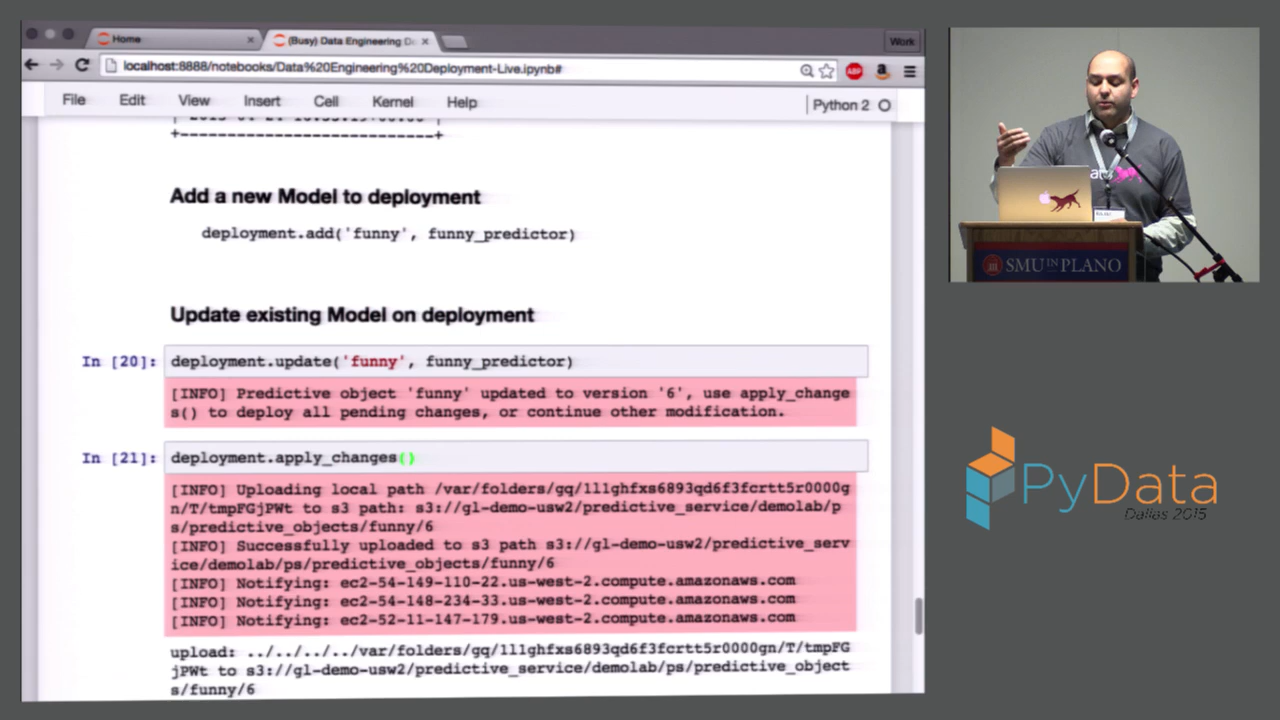 Home
(Busy) Data Engineering De
Work
localhost:8888/notebooks/Data%20Engineering%20Deployment-Live.ipynb#
ABP
File Edit View Insert Cell Kernel Help
Python 2
+---------------------------+
Add a new Model to deployment
deployment.add('funny', funny_predictor)
Update existing Model on deployment
In [20]: deployment.update('funny', funny_predictor)
[INFO] Predictive object 'funny' updated to version '6', use apply_change
s() to deploy all pending changes, or continue other modification.
In [21]: deployment.apply_changes()
[INFO] Uploading local path /var/folders/gq/111ghfxs6893qd6f3fcrtt5r0000g
n/T/tmpFGjPWt to s3 path: s3://gl-demo-usw2/predictive_service/demolab/p
s/predictive_objects/funny/6
[INFO] Successfully uploaded to s3 path s3://gl-demo-usw2/predictive_serv
ice/demolab/ps/predictive_objects/funny/6
[INFO] Notifying: ec2-54-149-110-22.us-west-2.compute.amazonaws.com
[INFO] Notifying: ec2-54-148-234-33.us-west-2.compute.amazonaws.com
[INFO] Notifying: ec2-52-11-147-179.us-west-2.compute.amazonaws.com
upload: ../../../../var/folders/gq/111ghfxs6893qd6f3fcrtt5r0000gn/T/tmpFG
jPWt to s3://gl-demo-usw2/predictive_service/demolab/ps/predictive_object
s/funny/6
SMU IN PLANO
PyData
Dallas 2015